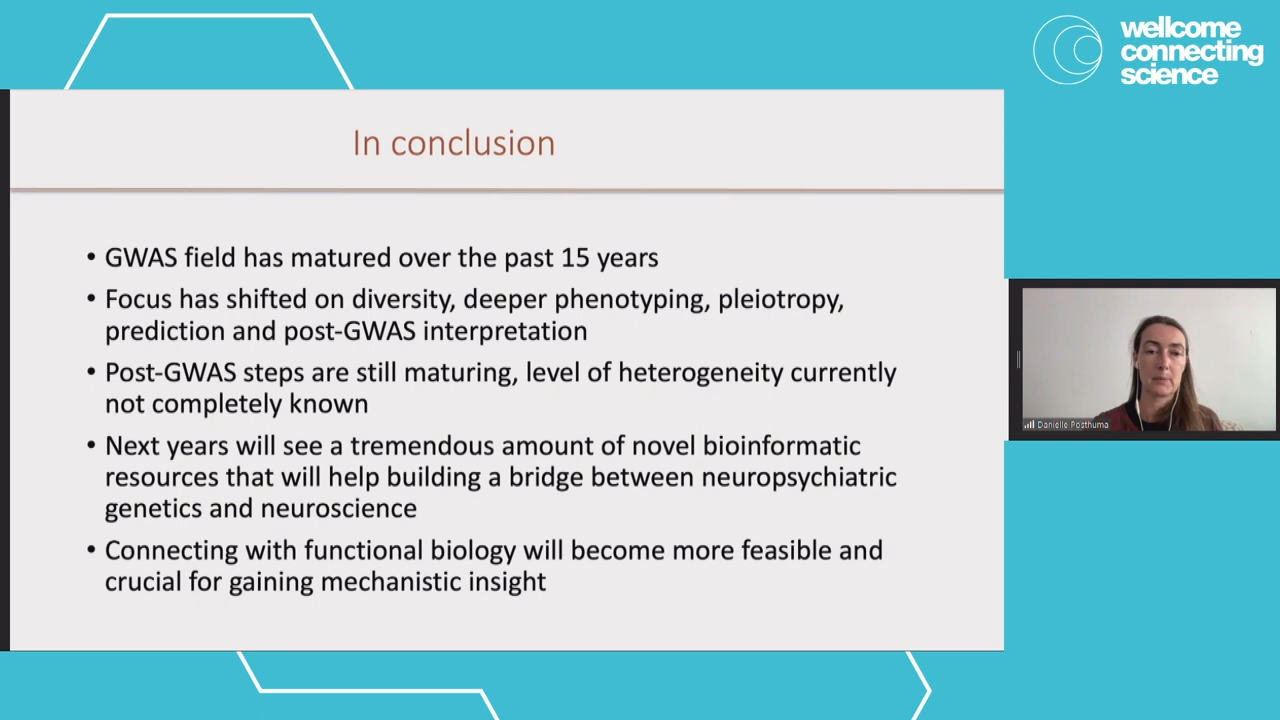 wellcome
connecting
science
In conclusion
• GWAS field has matured over the past 15 years
• Focus has shifted on diversity, deeper phenotyping, pleiotropy,
prediction and post-GWAS interpretation
• Post-GWAS steps are still maturing, level of heterogeneity currently
not completely known
• Next years will see a tremendous amount of novel bioinformatic
resources that will help building a bridge between neuropsychiatric
genetics and neuroscience
• Connecting with functional biology will become more feasible and
crucial for gaining mechanistic insight
Danielle Posthuma